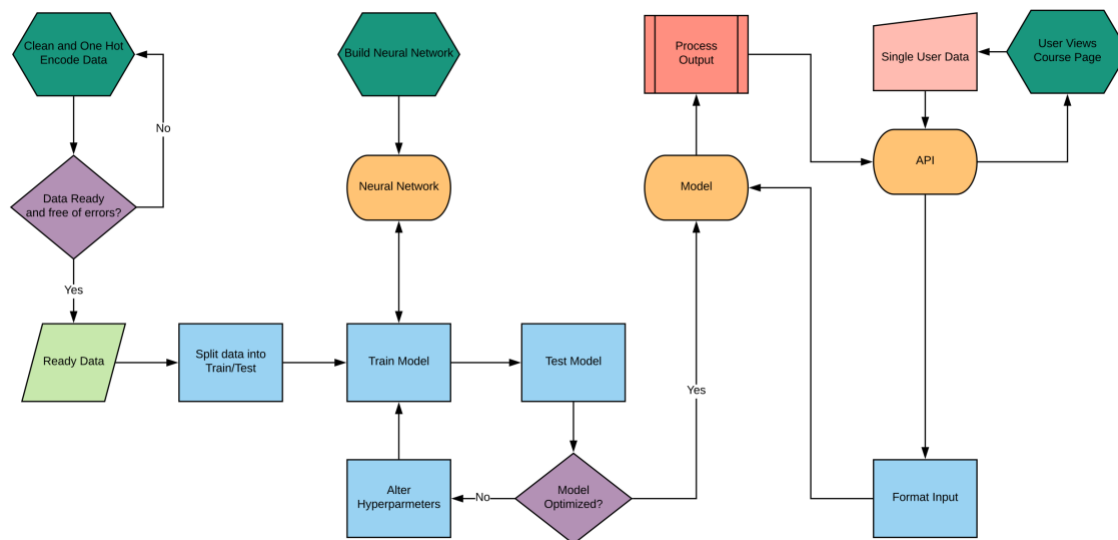 Clean and One Hot
Encode Data
Build Neural Network
Process
Output
Single User Data
User Views
Course Page
No
Data Ready
and free of errors?
Neural Network
Model
API
Yes
Ready Data
Split data into
Train/Test
Train Model
Test Model
Yes
Alter
Hyperparmeters
No
Model
Optimized?
Format Input